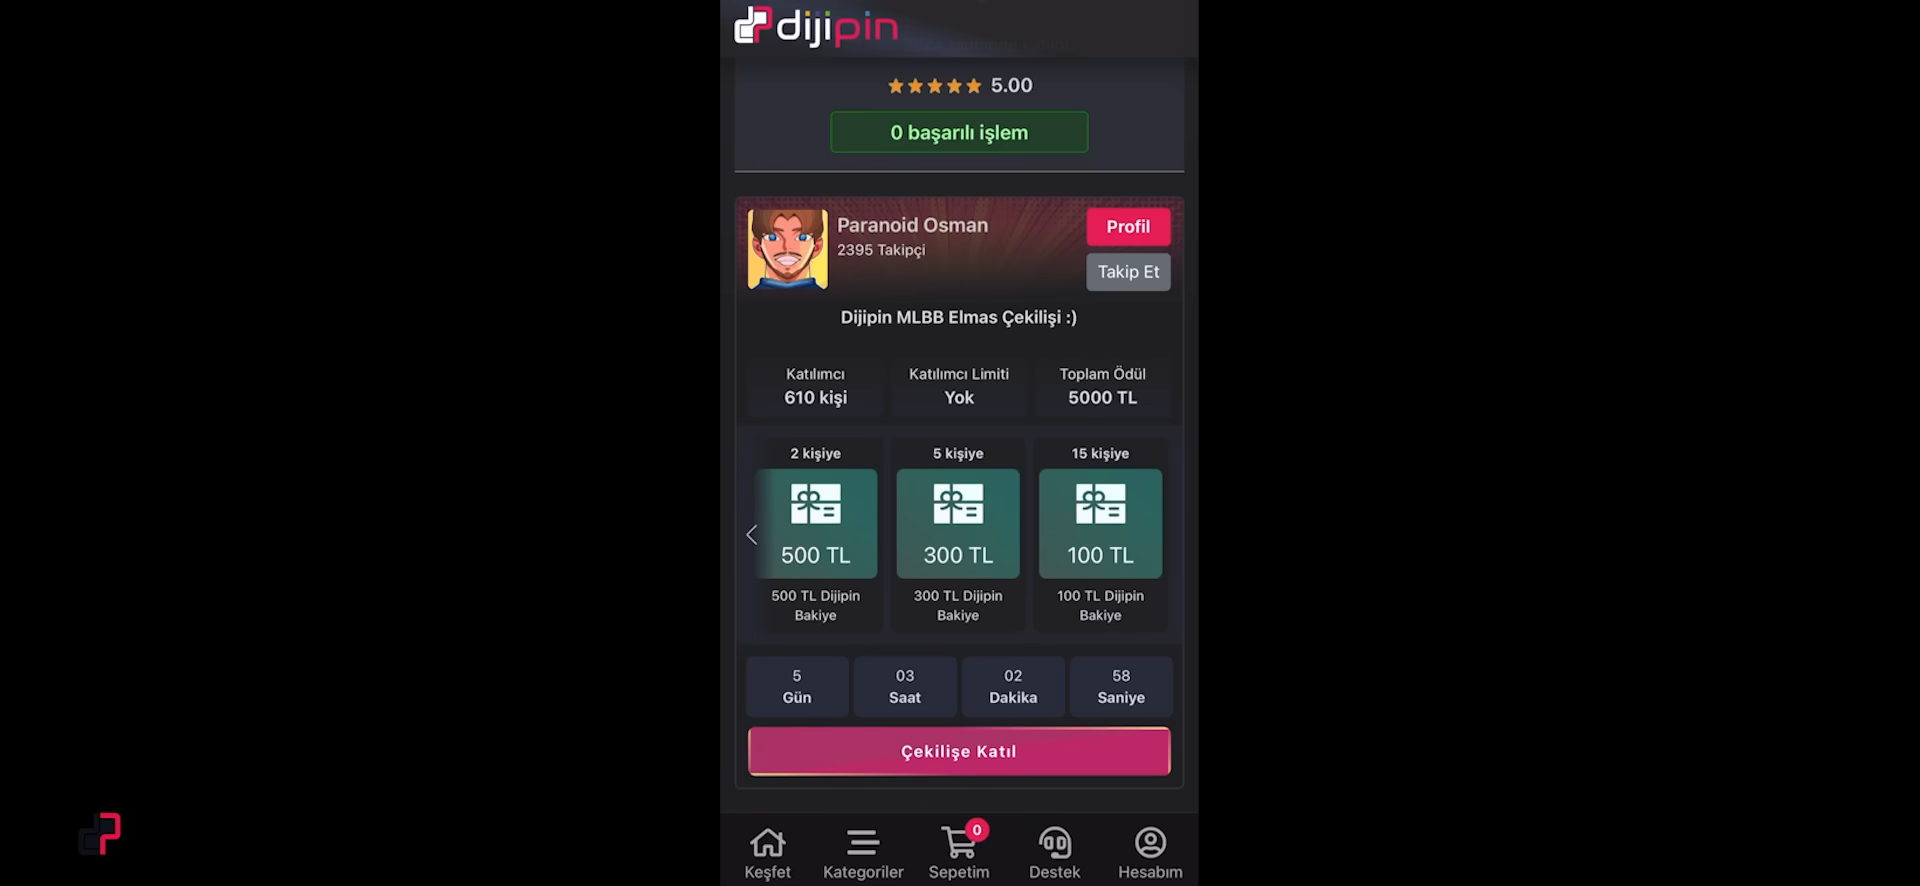 dijipin
5.00
0 başarılı işlem
Paranoid Osman
2395 Takipçi
Profil
Takip Et
Dijipin MLBB Elmas Çekilişi :)
Katılımcı
610 kişi
Katılımcı Limiti
Yok
Toplam Ödül
5000 TL
2 kişiye
500 TL
500 TL Dijipin
Bakiye
5 kişiye
300 TL
300 TL Dijipin
Bakiye
15 kişiye
100 TL
100 TL Dijipin
Bakiye
5
Gün
03
Saat
02
Dakika
58
Saniye
Çekilişe Katıl
Keşfet
Kategoriler
0
Sepetim
Destek
Hesabım